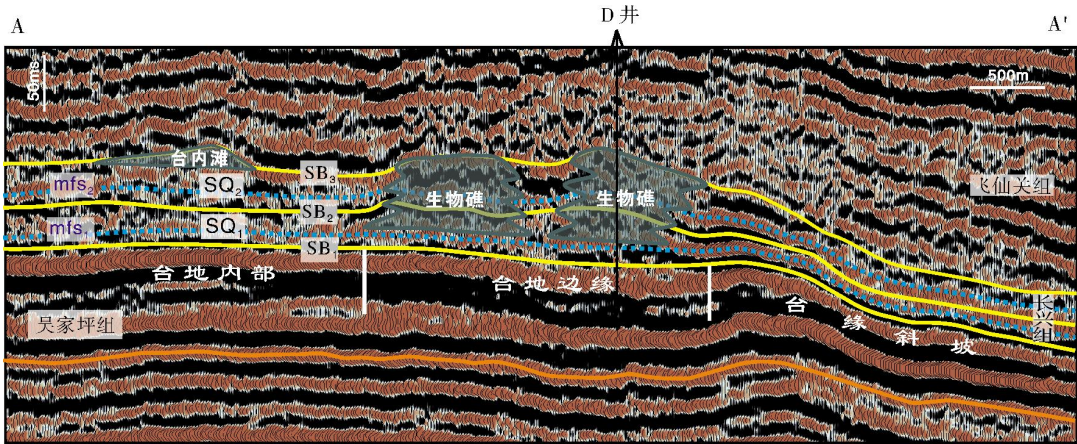 A
D 井
A'
50ms
500m
台内滩
SB3
mfs2
SQ2
生物礁
生物礁
飞仙关组
SB2
mfs1
SQ1
SB1
台地内部
台地边缘
台缘斜坡
长兴组
吴家坪组